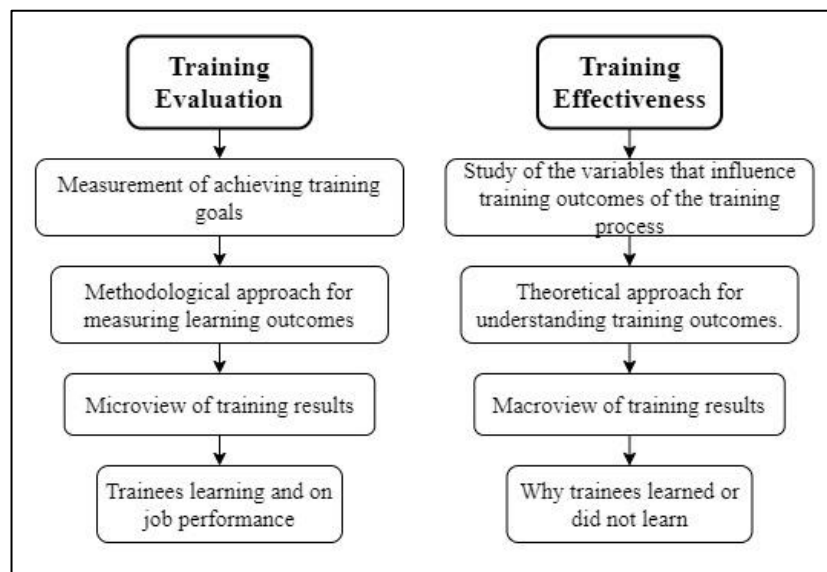 Training
Evaluation
Measurement of achieving training
goals
Methodological approach for
measuring learning outcomes
Microview of training results
Trainees learning and on
job performance
Training
Effectiveness
Study of the variables that influence
training outcomes of the training
process
Theoretical approach for
understanding training outcomes.
Macroview of training results
Why trainees learned or
did not learn